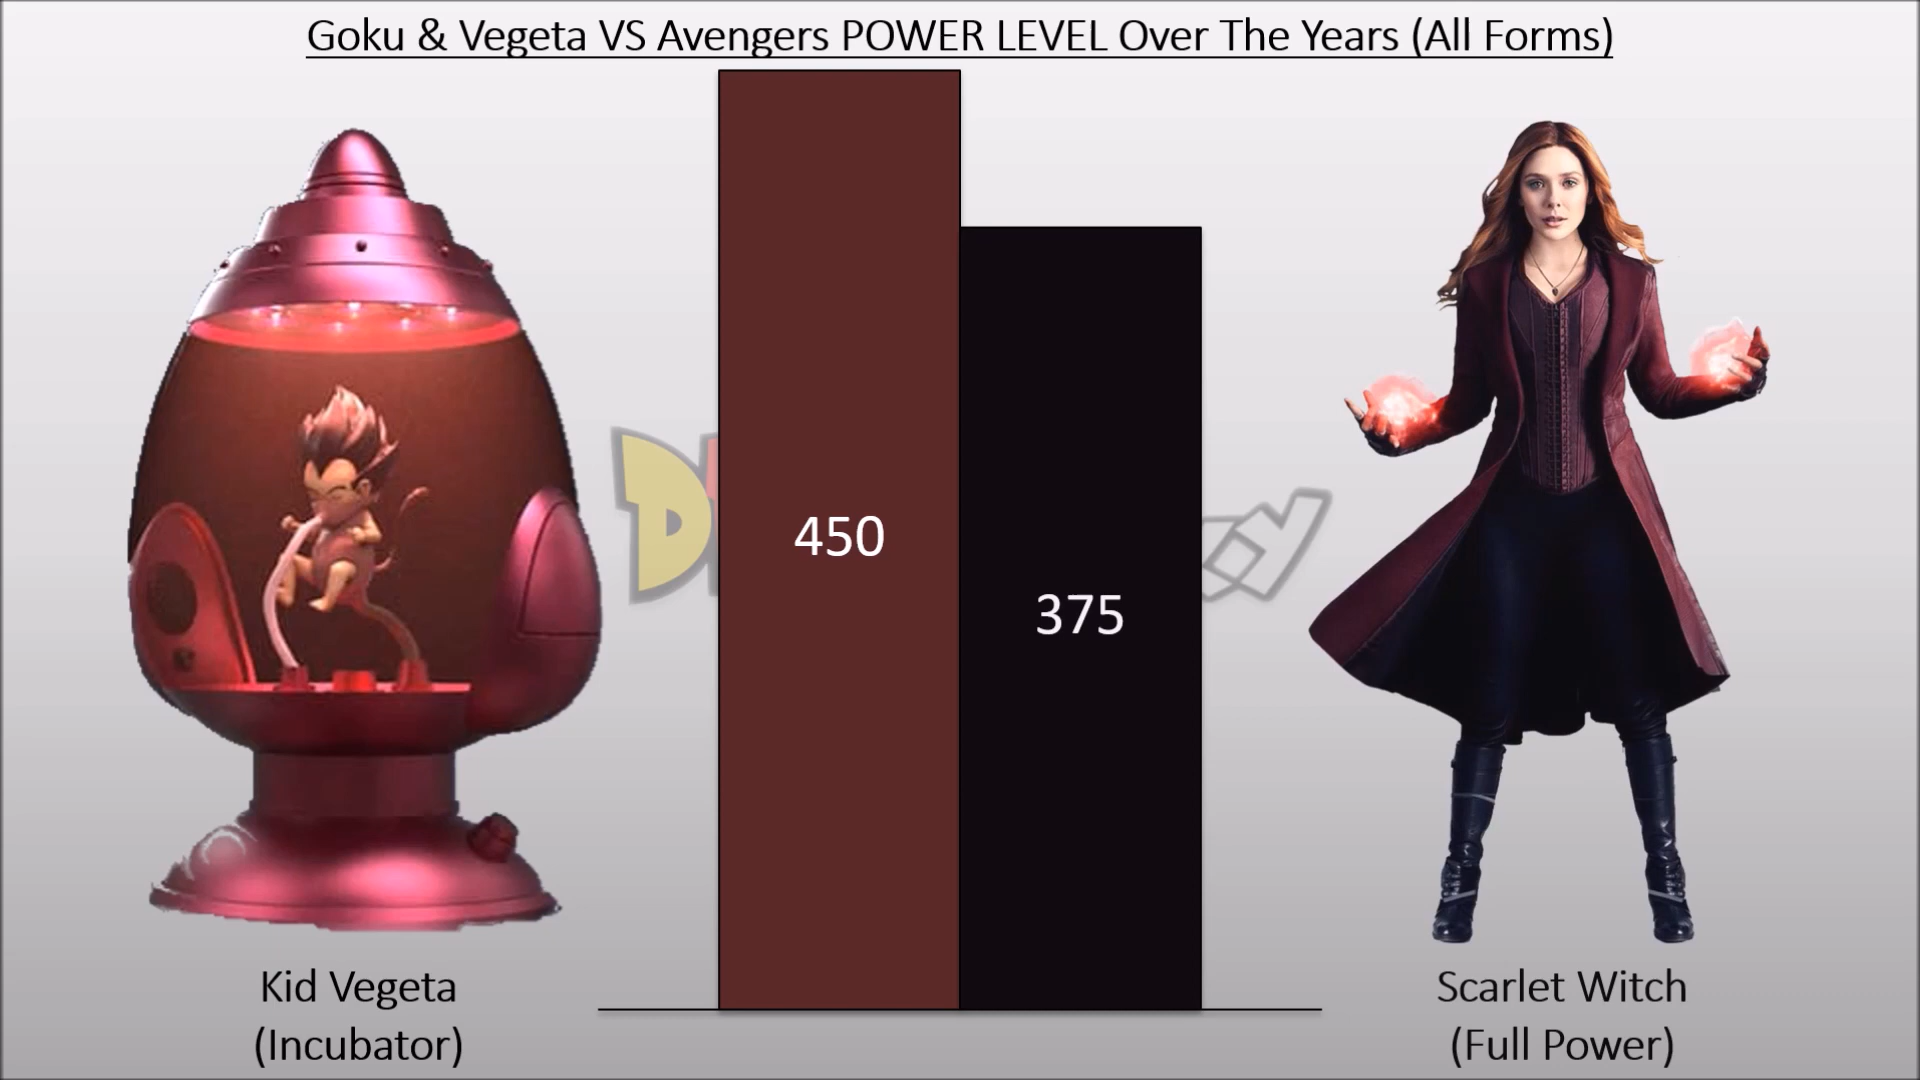 Goku & Vegeta VS Avengers POWER LEVEL Over The Years (All Forms)
450
375
Kid Vegeta
(Incubator)
Scarlet Witch
(Full Power)